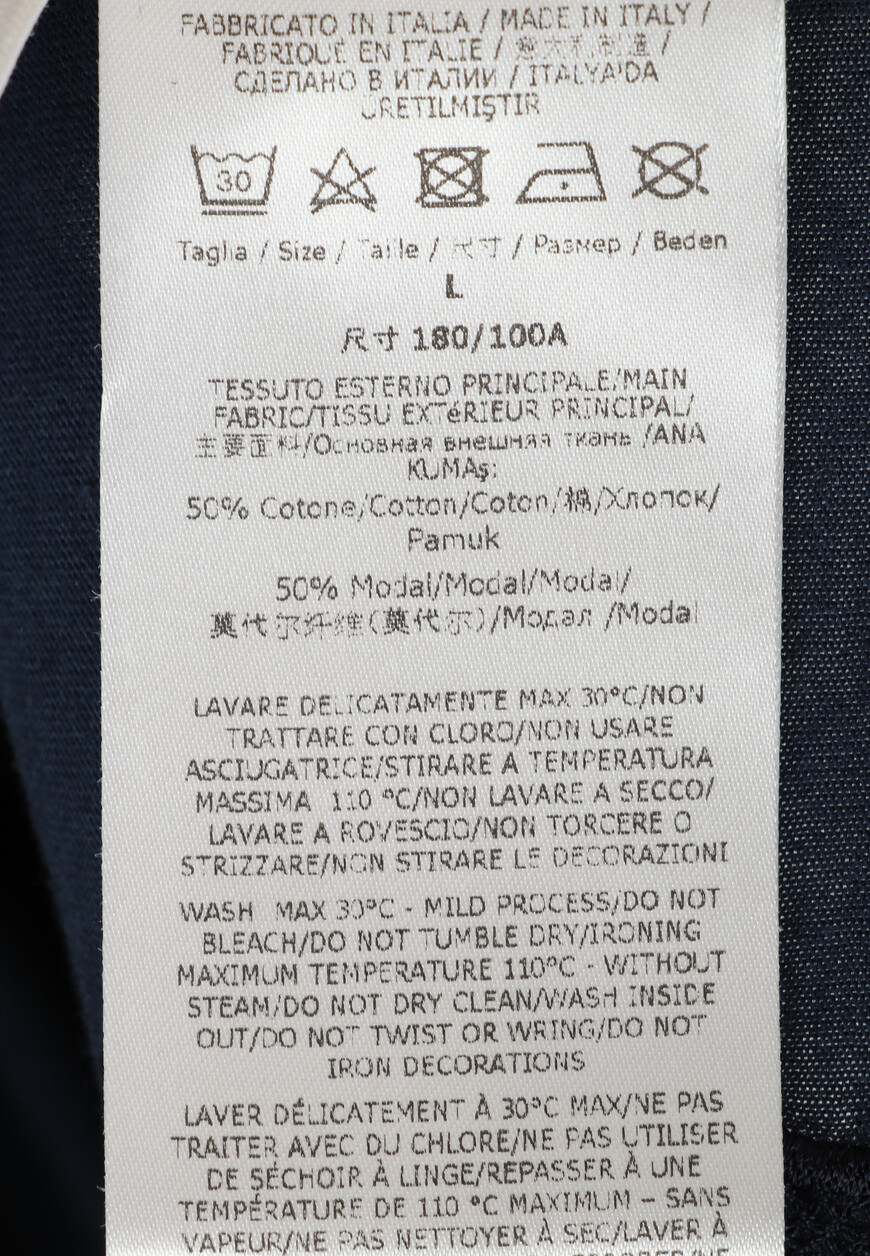 FABBRICATO IN ITALIA / MADE IN ITALY /
FABRIQUÉ EN ITALIE / 意大利制造 /
СДЕЛАНО В ИТАЛИИ / ITALYA'DA
ÜRETILMIŞTIR
30
Taglia / Size / Taille / 尺寸 / Размер / Beden
L
尺寸 180/100A
TESSUTO ESTERNO PRINCIPALE/MAIN
FABRIC/TISSU EXTéRIEUR PRINCIPAL/
主要面料/Основная внешняя ткань /ANA
KUMAş:
50% Cotone/Cotton/Coton/棉/Хлопок/
Pamuk
50% Modal/Modal/Modal/
莫代尔纤维(莫代尔)/Модал /Modal
LAVARE DELICATAMENTE MAX 30°C/NON
TRATTARE CON CLORO/NON USARE
ASCIUGATRICE/STIRARE A TEMPERATURA
MASSIMA 110 °C/NON LAVARE A SECCO/
LAVARE A ROVESCIO/NON TORCERE O
STRIZZARE/NON STIRARE LE DECORAZIONI
WASH MAX 30°C - MILD PROCESS/DO NOT
BLEACH/DO NOT TUMBLE DRY/IRONING
MAXIMUM TEMPERATURE 110°C - WITHOUT
STEAM/DO NOT DRY CLEAN/WASH INSIDE
OUT/DO NOT TWIST OR WRING/DO NOT
IRON DECORATIONS
LAVER DÉLICATEMENT À 30°C MAX/NE PAS
TRAITER AVEC DU CHLORE/NE PAS UTILISER
DE SÉCHOIR À LINGE/REPASSER À UNE
TEMPÉRATURE DE 110 °C MAXIMUM – SANS
VAPEUR/NE PAS NETTOYER À SEC/LAVER À